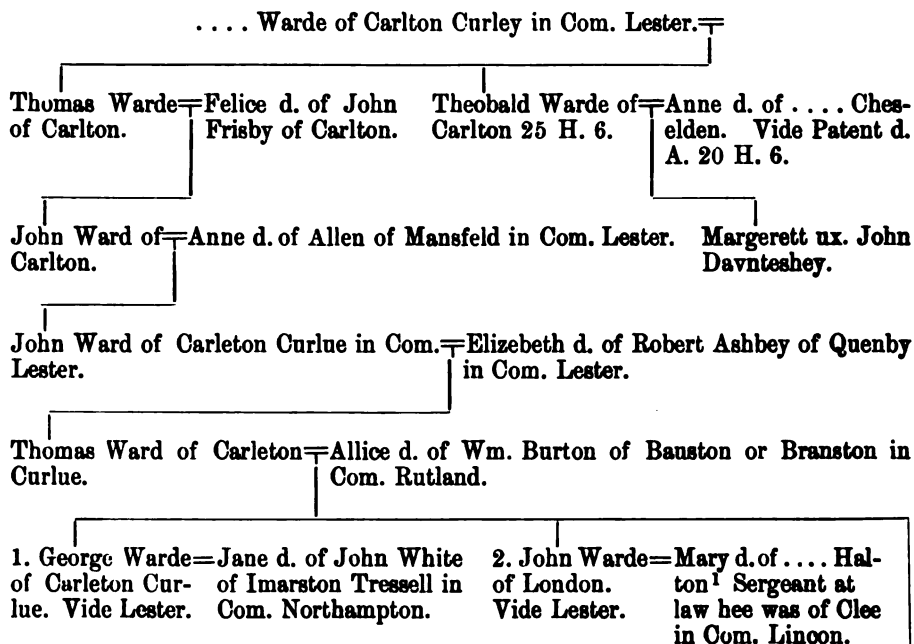 .... Warde of Carlton Curley in Com. Lester.
Thomas Warde=Felice d. of John
of Carlton. Frisby of Carlton.
Theobald Warde of=Anne d. of .... Ches-
Carlton 25 H. 6. elden. Vide Patent d.
A. 20 H. 6.
John Ward of=Anne d. of Allen of Mansfeld in Com. Lester.
Carlton.
Margerett ux. John
Davnteshey.
John Ward of Carleton Curlue in Com.=Elizebeth d. of Robert Ashbey of Quenby
Lester. in Com. Lester.
Thomas Ward of Carleton=Allice d. of Wm. Burton of Bauston or Branston in
Curlue. Com. Rutland.
1. George Warde=Jane d. of John White
of Carleton Cur- of Imarston Tressell in
lue. Vide Lester. Com. Northampton.
2. John Warde=Mary d. of .... Hal-
of London. ton¹ Sergeant at
Vide Lester. law hee was of Clee
in Com. Lincon.